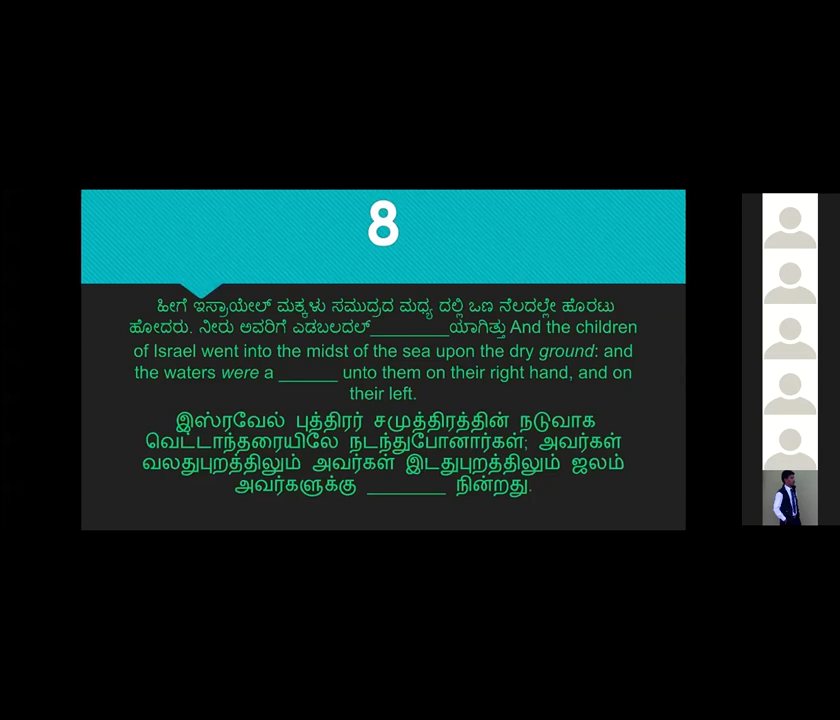 8
ಹೀಗೆ ಇಸ್ರಾಯೇಲ್ ಮಕ್ಕಳು ಸಮುದ್ರದ ಮಧ್ಯ ದಲ್ಲಿ ಒಣ ನೆಲದಲ್ಲೇ ಹೊರಟು
ಹೋದರು. ನೀರು ಅವರಿಗೆ ಎಡಬಲದಲ್________ಯಾಗಿತ್ತು And the children
of Israel went into the midst of the sea upon the dry ground: and
the waters were a ______ unto them on their right hand, and on
their left.
இஸ்ரவேல் புத்திரர் சமுத்திரத்தின் நடுவாக
வெட்டாந்தரையிலே நடந்துபோனார்கள்; அவர்கள்
வலதுபுறத்திலும் அவர்கள் இடதுபுறத்திலும் ஜலம்
அவர்களுக்கு ________ நின்றது.